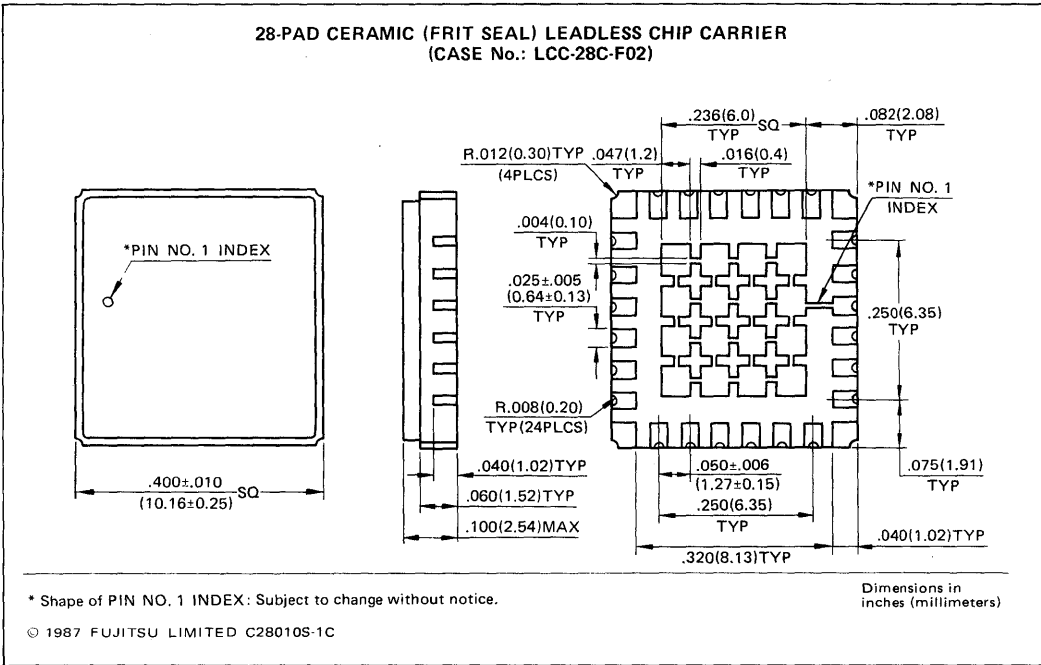 28-PAD CERAMIC (FRIT SEAL) LEADLESS CHIP CARRIER
(CASE No.: LCC-28C-F02)
.236(6.0) SQ
TYP
.082(2.08)
TYP
R.012(0.30)TYP
(4PLCS)
.047(1.2)
TYP
.016(0.4)
TYP
*PIN NO. 1
INDEX
*PIN NO. 1 INDEX
.004(0.10)
TYP
.025±.005
(0.64±0.13)
TYP
.250(6.35)
TYP
R.008(0.20)
TYP(24PLCS)
.400±.010
(10.16±0.25)
SQ
.040(1.02)TYP
.060(1.52)TYP
.100(2.54)MAX
.050±.006
(1.27±0.15)
.250(6.35)
TYP
.320(8.13)TYP
.075(1.91)
TYP
.040(1.02)TYP
* Shape of PIN NO. 1 INDEX: Subject to change without notice.
Dimensions in
inches (millimeters)
© 1987 FUJITSU LIMITED C28010S-1C